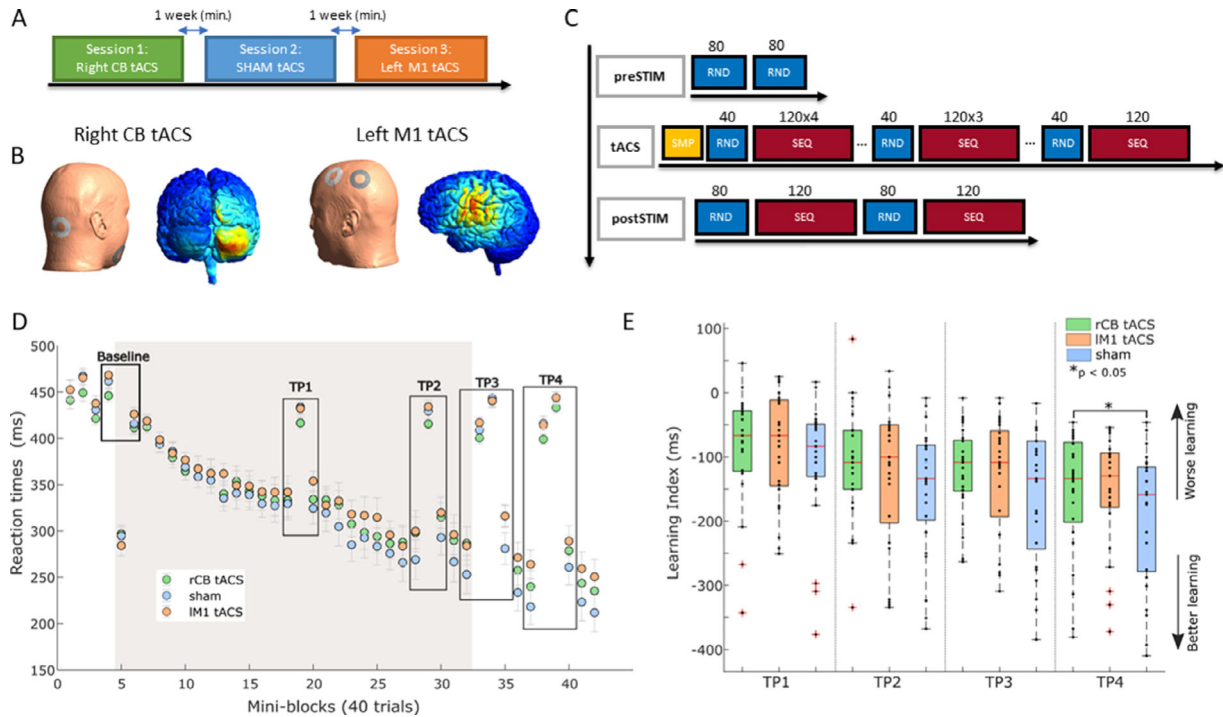 A
1 week (min.)
1 week (min.)
Session 1:
Right CB tACS
Session 2:
SHAM tACS
Session 3:
Left M1 tACS
B
Right CB tACS
Left M1 tACS
C
80
80
preSTIM
RND
RND
40
120x4
40
120x3
40
120
tACS
SMP
RND
SEQ
...
RND
SEQ
...
RND
SEQ
80
120
80
120
postSTIM
RND
SEQ
RND
SEQ
D
Reaction times (ms)
500
450
400
350
300
250
200
150
Baseline
TP1
TP2
TP3
TP4
rCB tACS
sham
lM1 tACS
0
5
10
15
20
25
30
35
40
Mini-blocks (40 trials)
E
Learning Index (ms)
100
0
-100
-200
-300
-400
rCB tACS
lM1 tACS
sham
*p < 0.05
*
Worse learning
Better learning
TP1
TP2
TP3
TP4